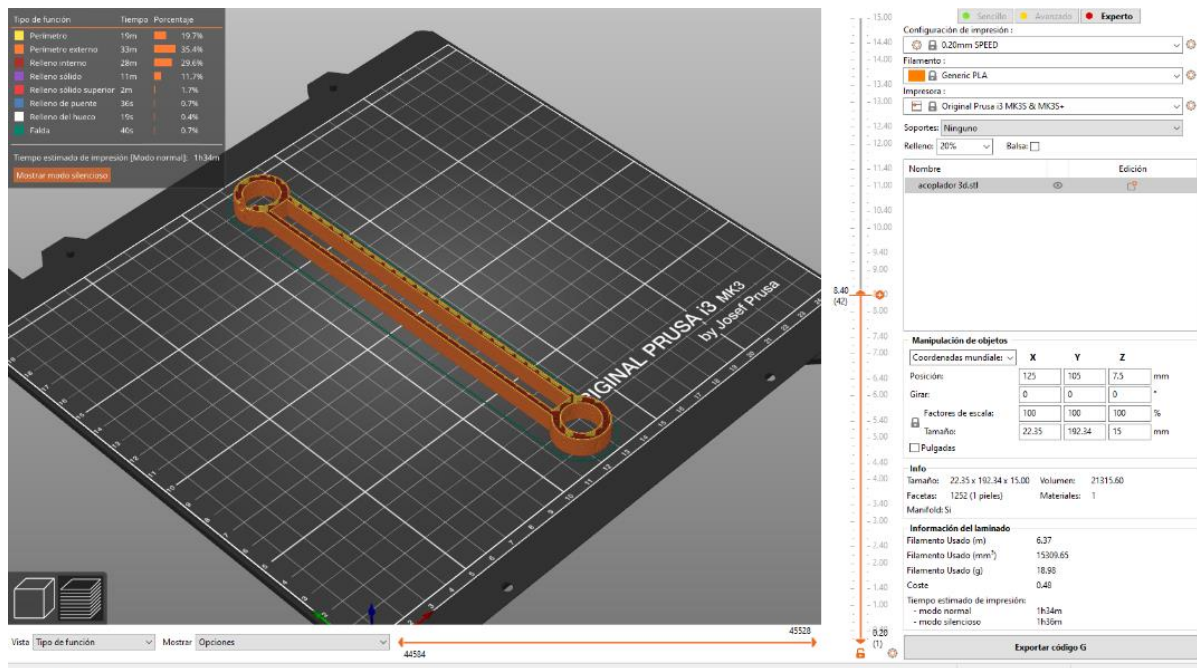 Tipo de función Tiempo Porcentaje
Perímetro 19m 19.7%
Perímetro externo 33m 35.4%
Relleno interno 28m 29.6%
Relleno sólido 11m 11.7%
Relleno sólido superior 2m 1.7%
Relleno de puente 36s 0.7%
Relleno del hueco 19s 0.4%
Falda 40s 0.7%
Tiempo estimado de impresión [Modo normal]: 1h34m
Mostrar modo silencioso
ORIGINAL PRUSA i3 MK3
by Josef Prusa
Vista Tipo de función Mostrar Opciones
45528
44584
15.00
14.40
14.00
13.40
13.00
12.40
12.00
11.40
11.00
10.40
10.00
9.40
9.00
8.40
(42)
8.00
7.40
7.00
6.40
6.00
5.40
5.00
4.40
4.00
3.40
3.00
2.40
2.00
1.40
1.00
0.20
(1)
Sencillo Avanzado Experto
Configuración de impresión :
0.20mm SPEED
Filamento :
Generic PLA
Impresora :
Original Prusa i3 MK3S & MK3S+
Soportes: Ninguno
Relleno: 20% Balsa:
Nombre Edición
acoplador 3d.stl
Manipulación de objetos
Coordenadas mundiale: X Y Z
Posición: 125 105 7.5 mm
Girar: 0 0 0 °
Factores de escala: 100 100 100 %
Tamaño: 22.35 192.34 15 mm
Pulgadas
Info
Tamaño: 22.35 x 192.34 x 15.00 Volumen: 21315.60
Facetas: 1252 (1 pieles) Materiales: 1
Manifold: Si
Información del laminado
Filamento Usado (m) 6.37
Filamento Usado (mm³) 15309.65
Filamento Usado (g) 18.98
Coste 0.48
Tiempo estimado de impresión:
- modo normal 1h34m
- modo silencioso 1h36m
Exportar código G